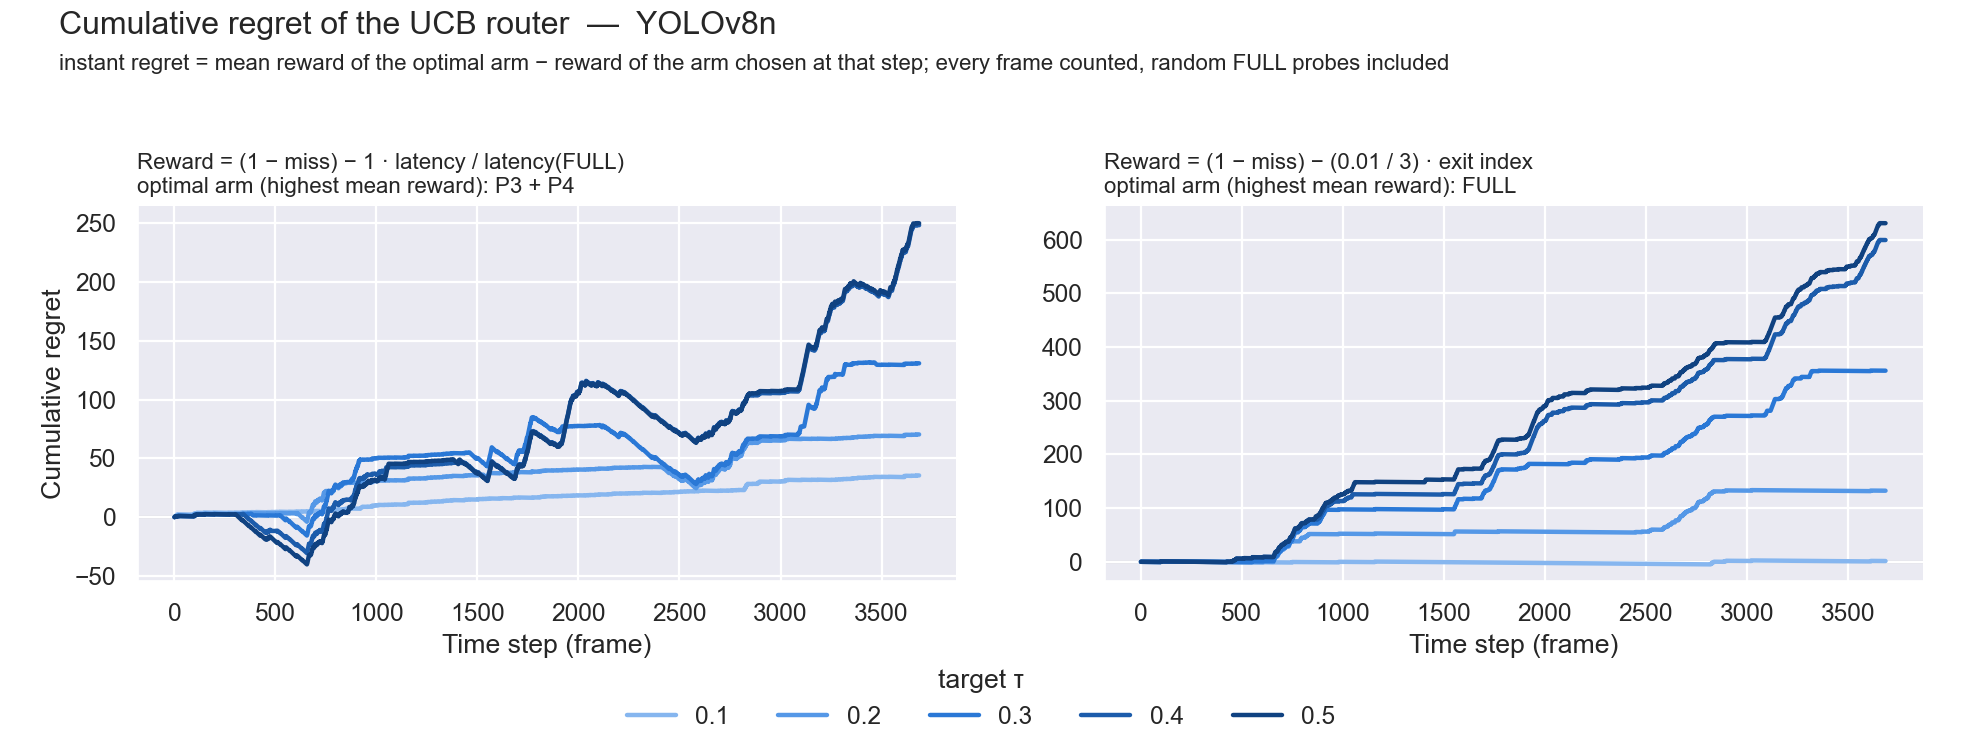 Cumulative regret of the UCB router — YOLOv8n
instant regret = mean reward of the optimal arm − reward of the arm chosen at that step; every frame counted, random FULL probes included
Reward = (1 − miss) − 1 · latency / latency(FULL)
optimal arm (highest mean reward): P3 + P4
250
200
150
100
50
0
−50
Cumulative regret
0 500 1000 1500 2000 2500 3000 3500
Time step (frame)
Reward = (1 − miss) − (0.01 / 3) · exit index
optimal arm (highest mean reward): FULL
600
500
400
300
200
100
0
0 500 1000 1500 2000 2500 3000 3500
Time step (frame)
target τ
0.1 0.2 0.3 0.4 0.5